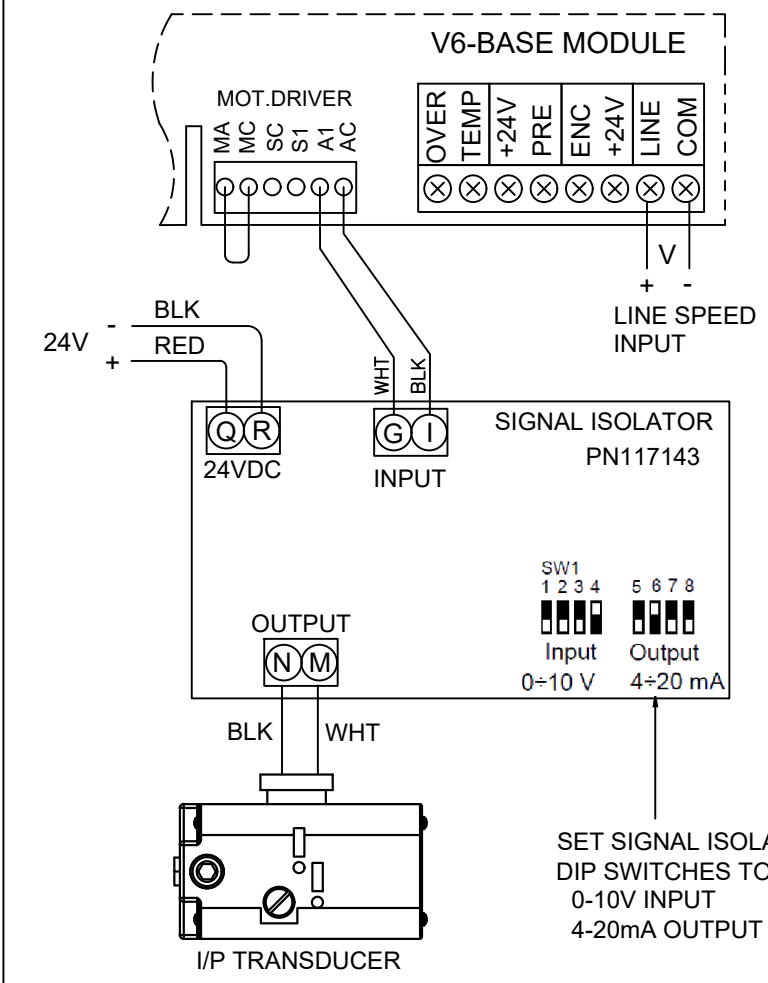 V6-BASE MODULE
MOT.DRIVER
MA MC SC S1 A1 AC
OVER TEMP +24V PRE ENC +24V LINE COM
V
+ -
LINE SPEED
INPUT
24V
- BLK
+ RED
WHT BLK
Q R
24VDC
G I
INPUT
SIGNAL ISOLATOR
PN117143
SW1
1 2 3 4 5 6 7 8
Input Output
0÷10 V 4÷20 mA
OUTPUT
N M
BLK WHT
SET SIGNAL
DIP SWITCHES TO
0-10V INPUT
4-20mA OUTPUT
I/P TRANSDUCER